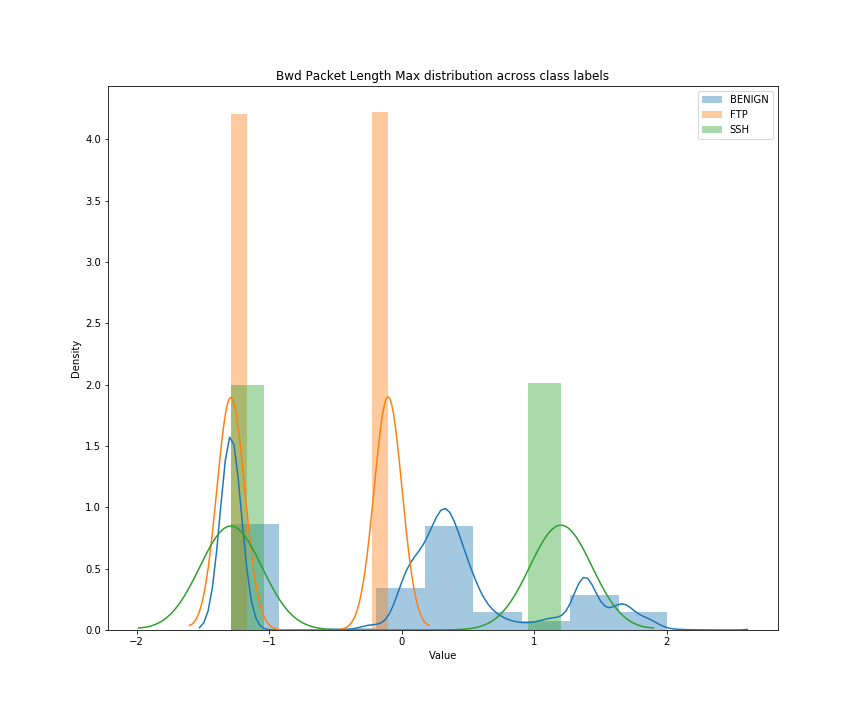 Bwd Packet Length Max distribution across class labels
BENIGN
FTP
SSH
4.0
3.5
3.0
2.5
2.0
1.5
1.0
0.5
0.0
Density
−2
−1
0
1
2
Value